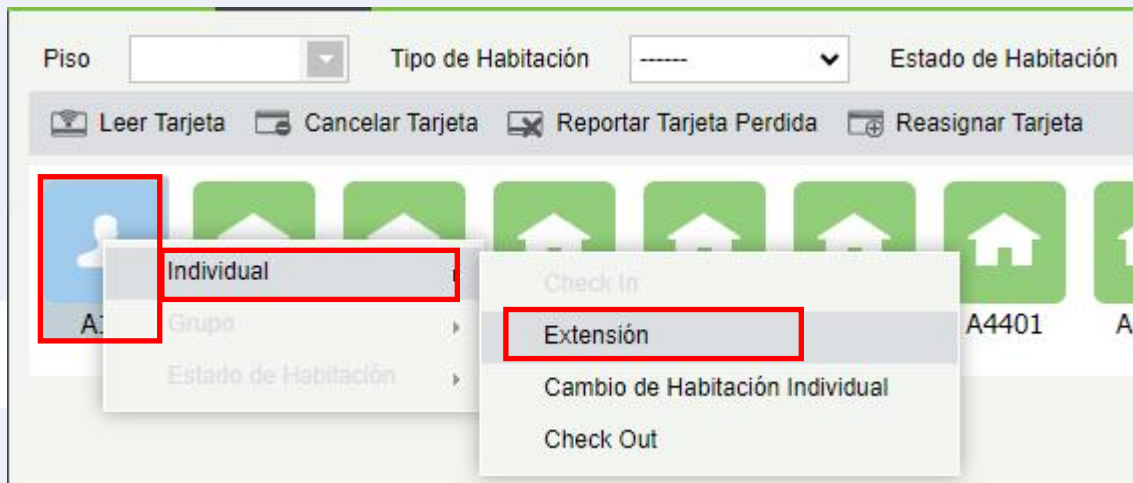 Piso ------ Tipo de Habitación Estado de Habitación
Leer Tarjeta Cancelar Tarjeta Reportar Tarjeta Perdida Reasignar Tarjeta
Individual
Check In
Grupo
Extensión
A4401
Estado de Habitación
Cambio de Habitación Individual
Check Out